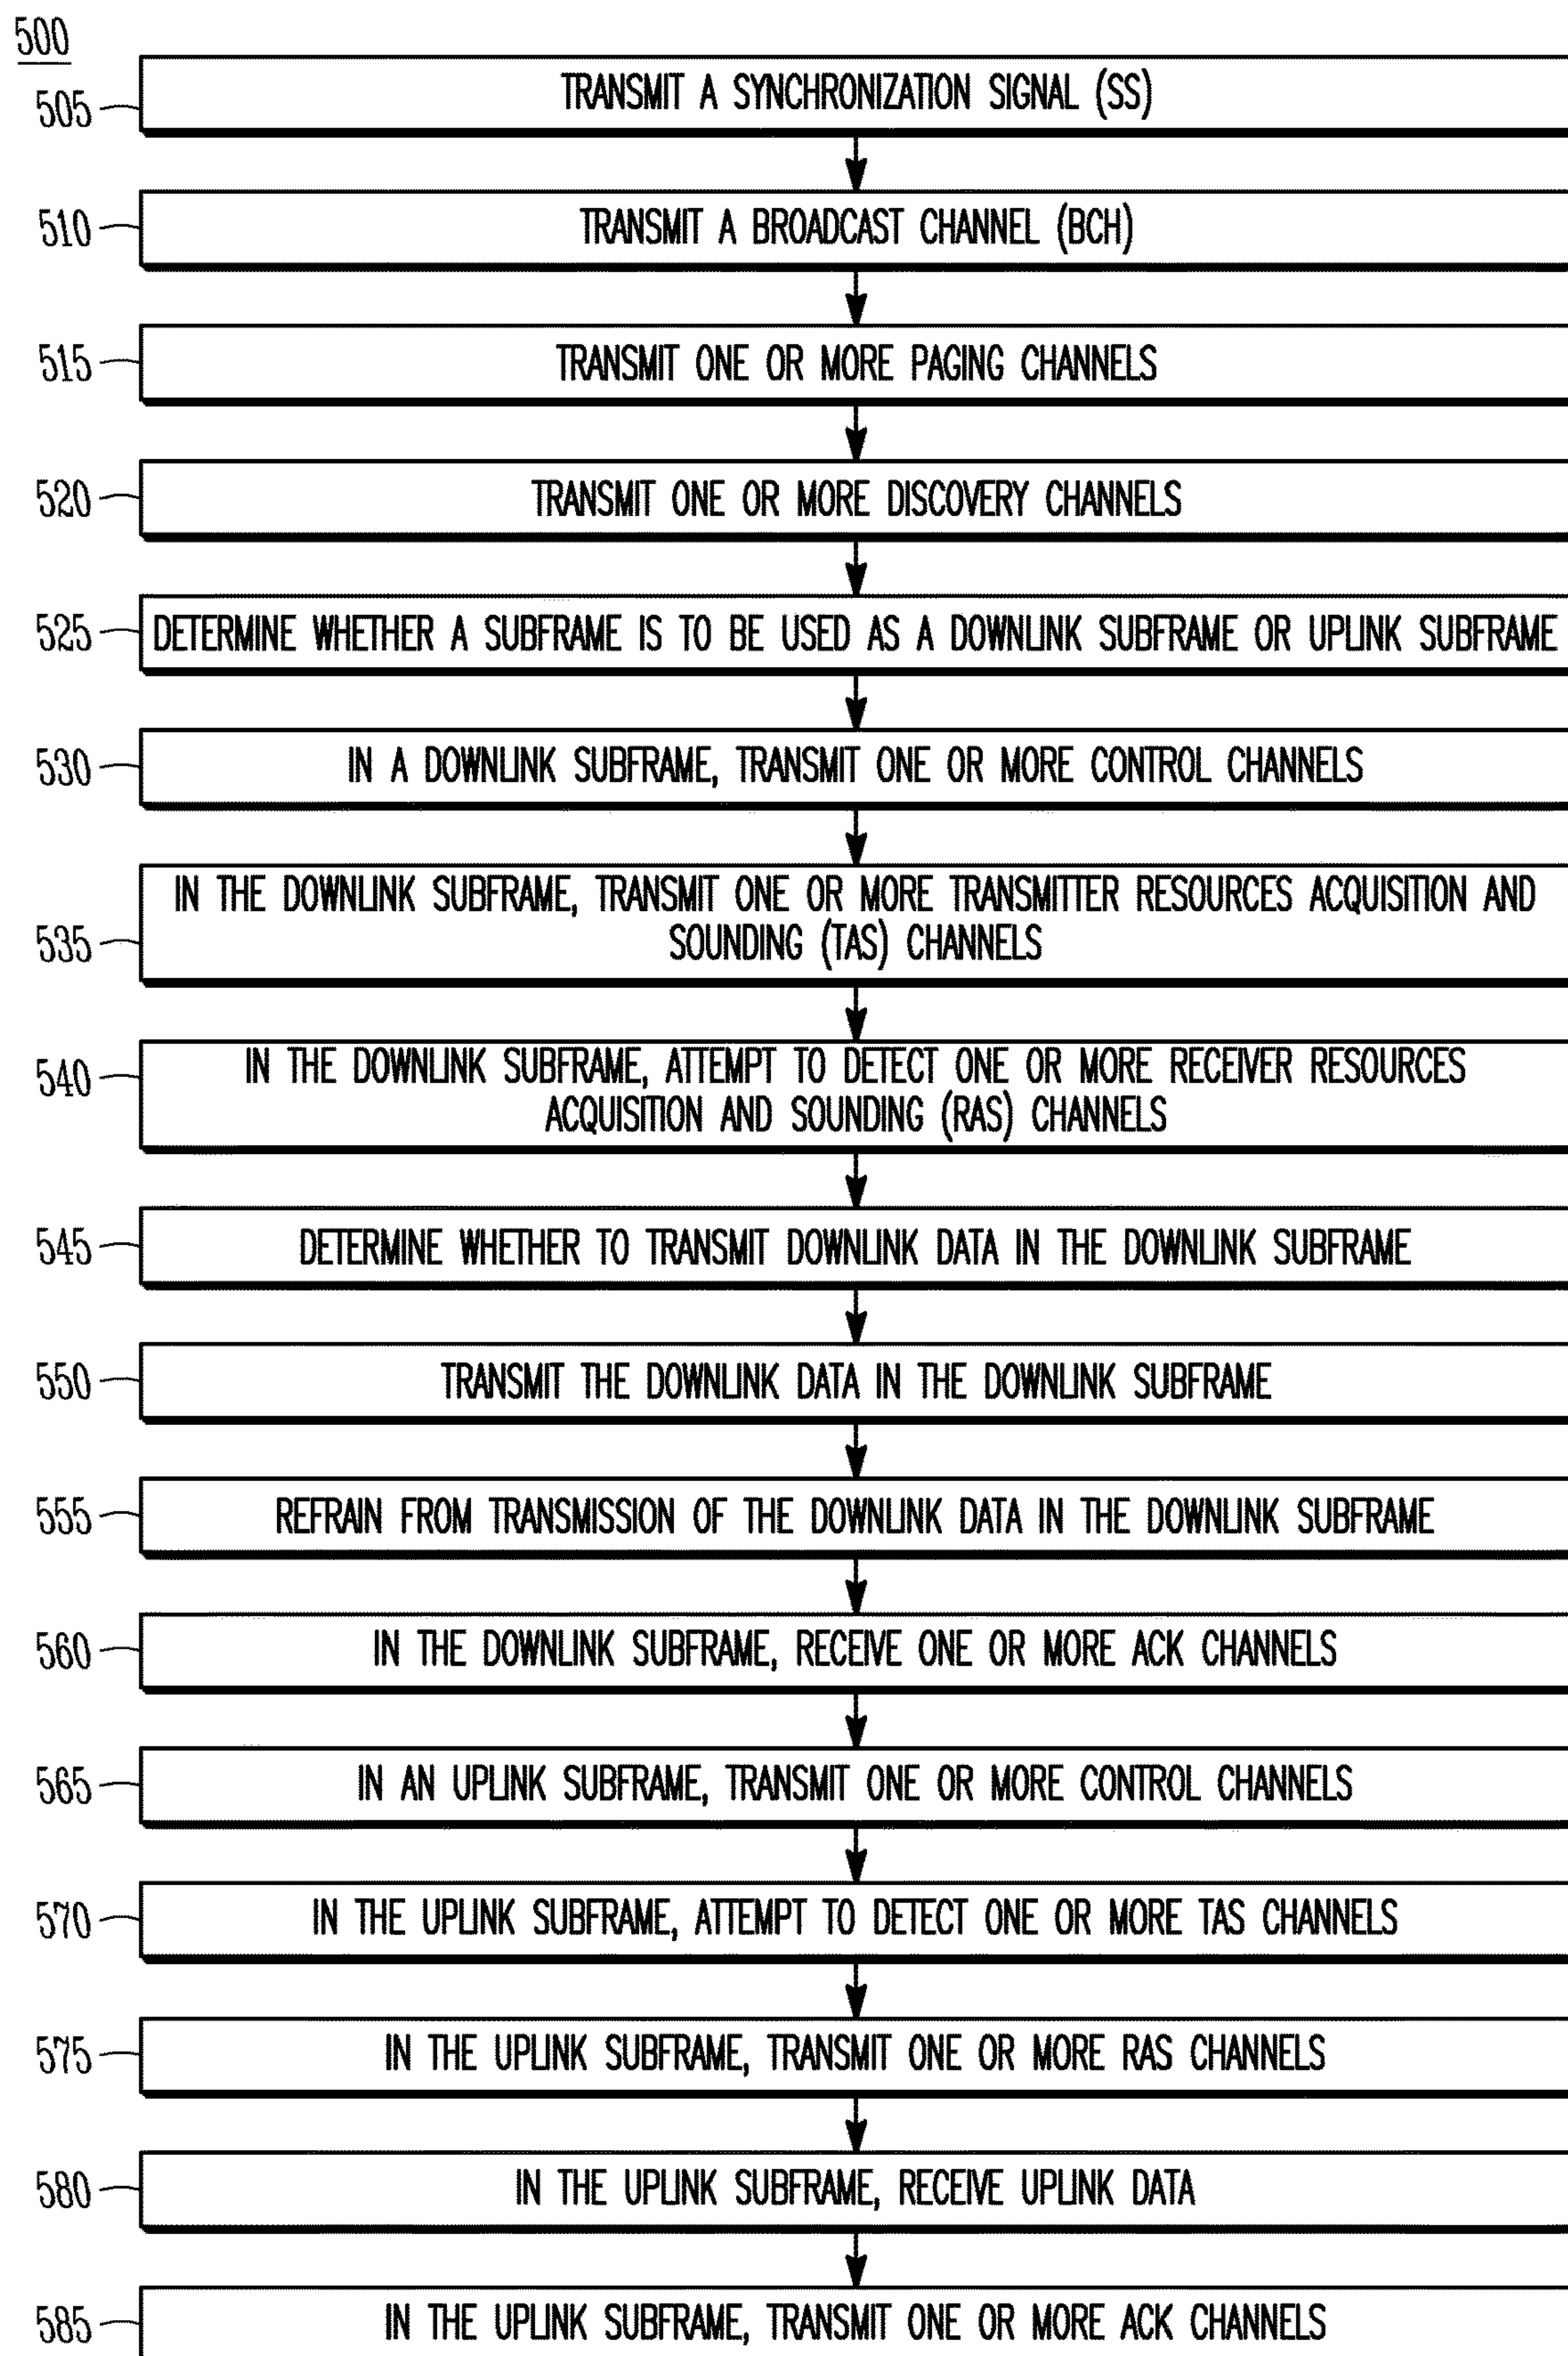 500
505 TRANSMIT A SYNCHRONIZATION SIGNAL (SS)
510 TRANSMIT A BROADCAST CHANNEL (BCH)
515 TRANSMIT ONE OR MORE PAGING CHANNELS
520 TRANSMIT ONE OR MORE DISCOVERY CHANNELS
525 DETERMINE WHETHER A SUBFRAME IS TO BE USED AS A DOWNLINK SUBFRAME OR UPLINK SUBFRAME
530 IN A DOWNLINK SUBFRAME, TRANSMIT ONE OR MORE CONTROL CHANNELS
535 IN THE DOWNLINK SUBFRAME, TRANSMIT ONE OR MORE TRANSMITTER RESOURCES ACQUISITION AND
SOUNDING (TAS) CHANNELS
540 IN THE DOWNLINK SUBFRAME, ATTEMPT TO DETECT ONE OR MORE RECEIVER RESOURCES
ACQUISITION AND SOUNDING (RAS) CHANNELS
545 DETERMINE WHETHER TO TRANSMIT DOWNLINK DATA IN THE DOWNLINK SUBFRAME
550 TRANSMIT THE DOWNLINK DATA IN THE DOWNLINK SUBFRAME
555 REFRAIN FROM TRANSMISSION OF THE DOWNLINK DATA IN THE DOWNLINK SUBFRAME
560 IN THE DOWNLINK SUBFRAME, RECEIVE ONE OR MORE ACK CHANNELS
565 IN AN UPLINK SUBFRAME, TRANSMIT ONE OR MORE CONTROL CHANNELS
570 IN THE UPLINK SUBFRAME, ATTEMPT TO DETECT ONE OR MORE TAS CHANNELS
575 IN THE UPLINK SUBFRAME, TRANSMIT ONE OR MORE RAS CHANNELS
580 IN THE UPLINK SUBFRAME, RECEIVE UPLINK DATA
585 IN THE UPLINK SUBFRAME, TRANSMIT ONE OR MORE ACK CHANNELS